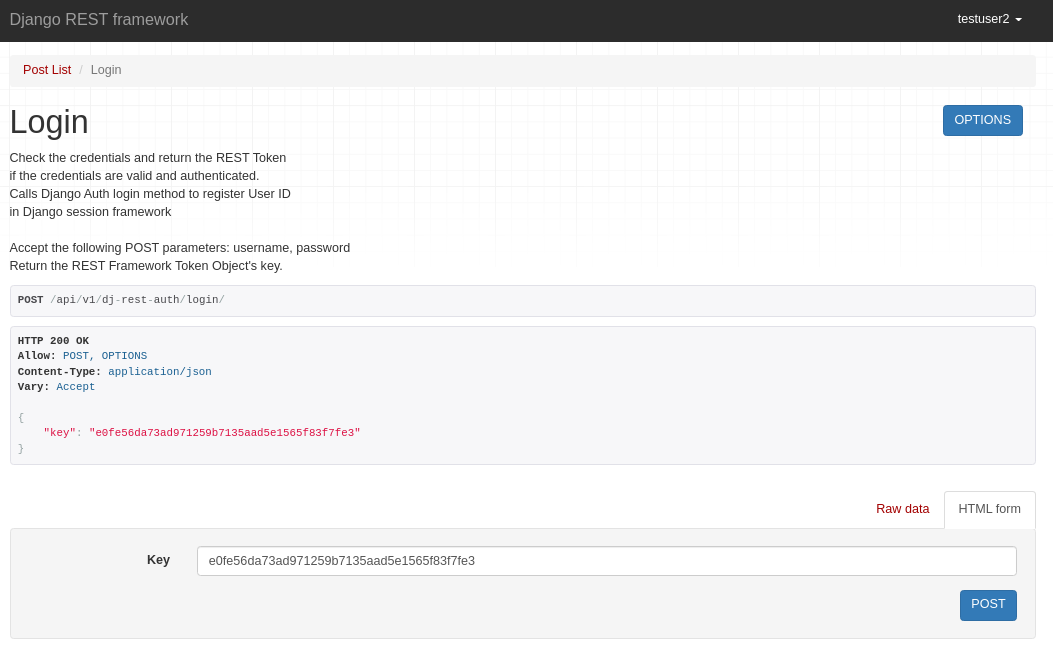 Django REST framework
testuser2
Post List / Login
Login
OPTIONS
Check the credentials and return the REST Token
if the credentials are valid and authenticated.
Calls Django Auth login method to register User ID
in Django session framework
Accept the following POST parameters: username, password
Return the REST Framework Token Object's key.
POST /api/v1/dj-rest-auth/login/
HTTP 200 OK
Allow: POST, OPTIONS
Content-Type: application/json
Vary: Accept
{
"key": "e0fe56da73ad971259b7135aad5e1565f83f7fe3"
}
Raw data
HTML form
Key
e0fe56da73ad971259b7135aad5e1565f83f7fe3
POST